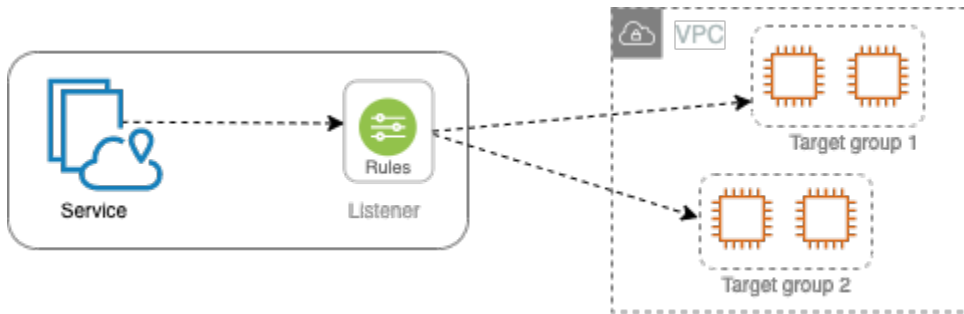 VPC
Target group 1
Rules
Service
Listener
Target group 2